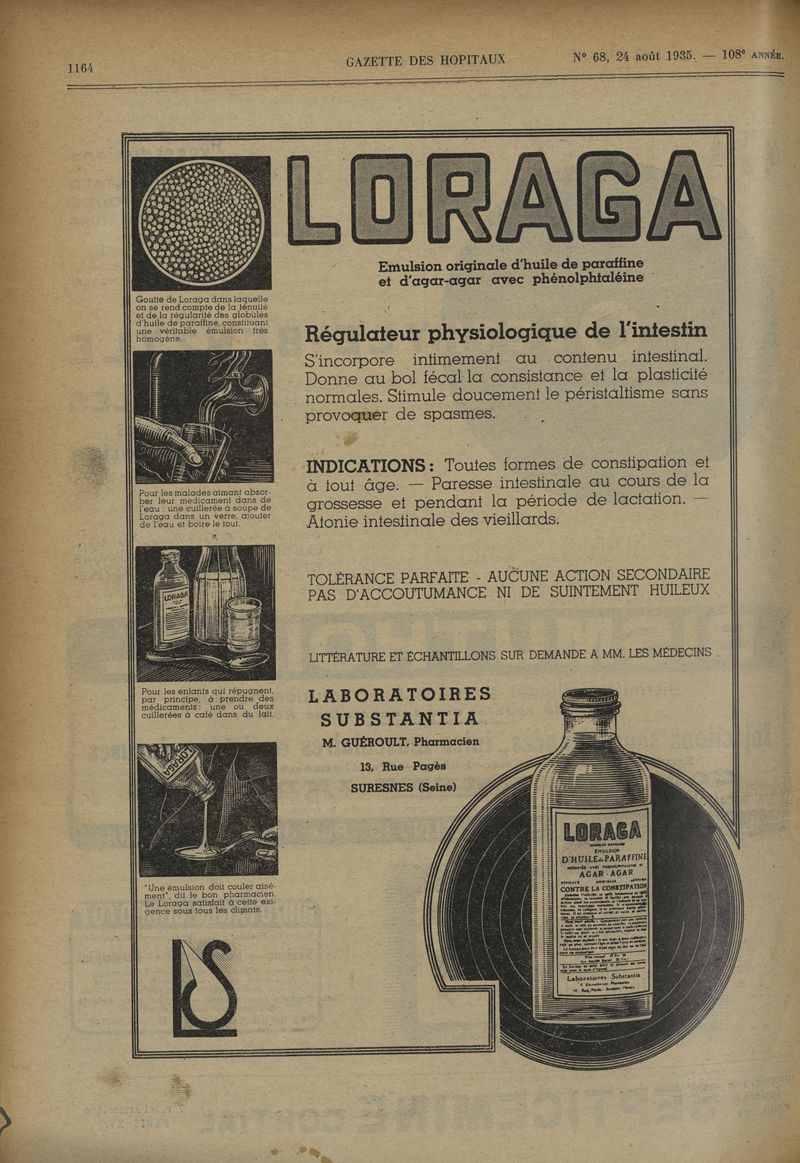 1164
GAZETTE DES HOPITAUX
N° 68, 24 août 1935. — 108e ANNÉE.
LORAGA
Emulsion originale d'huile de paraffine
et d'agar-agar avec phénolphtaléine
Goutte de Loraga dans laquelle
on se rend compte de la ténuité
et de la régularité des globules
d'huile de paraffine, constituant
une véritable émulsion très
homogène.
Régulateur physiologique de l'intestin
S'incorpore intimement au contenu intestinal.
Donne au bol fécal la consistance et la plasticité
normales. Stimule doucement le péristaltisme sans
provoquer de spasmes.
INDICATIONS : Toutes formes de constipation et
à tout âge. — Paresse intestinale au cours de la
grossesse et pendant la période de lactation. —
Atonie intestinale des vieillards.
Pour les malades aimant absor-
ber leur medicament dans de
l'eau : une cuillerée à soupe de
Loraga dans un verre, ajouter
de l'eau et boire le tout.
TOLÉRANCE PARFAITE - AUCUNE ACTION SECONDAIRE
PAS D'ACCOUTUMANCE NI DE SUINTEMENT HUILEUX
LORAGA
LITTÉRATURE ET ÉCHANTILLONS SUR DEMANDE A MM. LES MÉDECINS
Pour les enfants qui répugnent,
par principe, à prendre des
médicaments : une ou deux
cuillerées à café dans du lait.
LABORATOIRES
SUBSTANTIA
M. GUÉROULT, Pharmacien
13, Rue Pagès
SURESNES (Seine)
LORAGA
"Une émulsion doit couler aisé-
ment", dit le bon pharmacien.
Le Loraga satisfait à cette exi-
gence sous tous les climats.
LS
LORAGA
EMULSION
D'HUILE DE PARAFFINE
AGAR-AGAR
CONTRE LA CONSTIPATION
Laboratoires Substantia